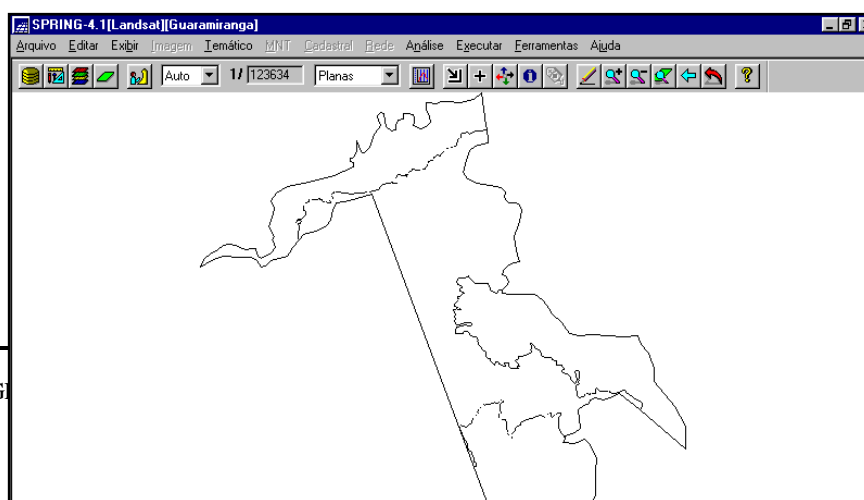 SPRING-4.1[Landsat][Guaramiranga]
Arquivo Editar Exibir Imagem Temático MNT Cadastral Rede Análise Executar Ferramentas Ajuda
Auto 1/ 123634 Planas